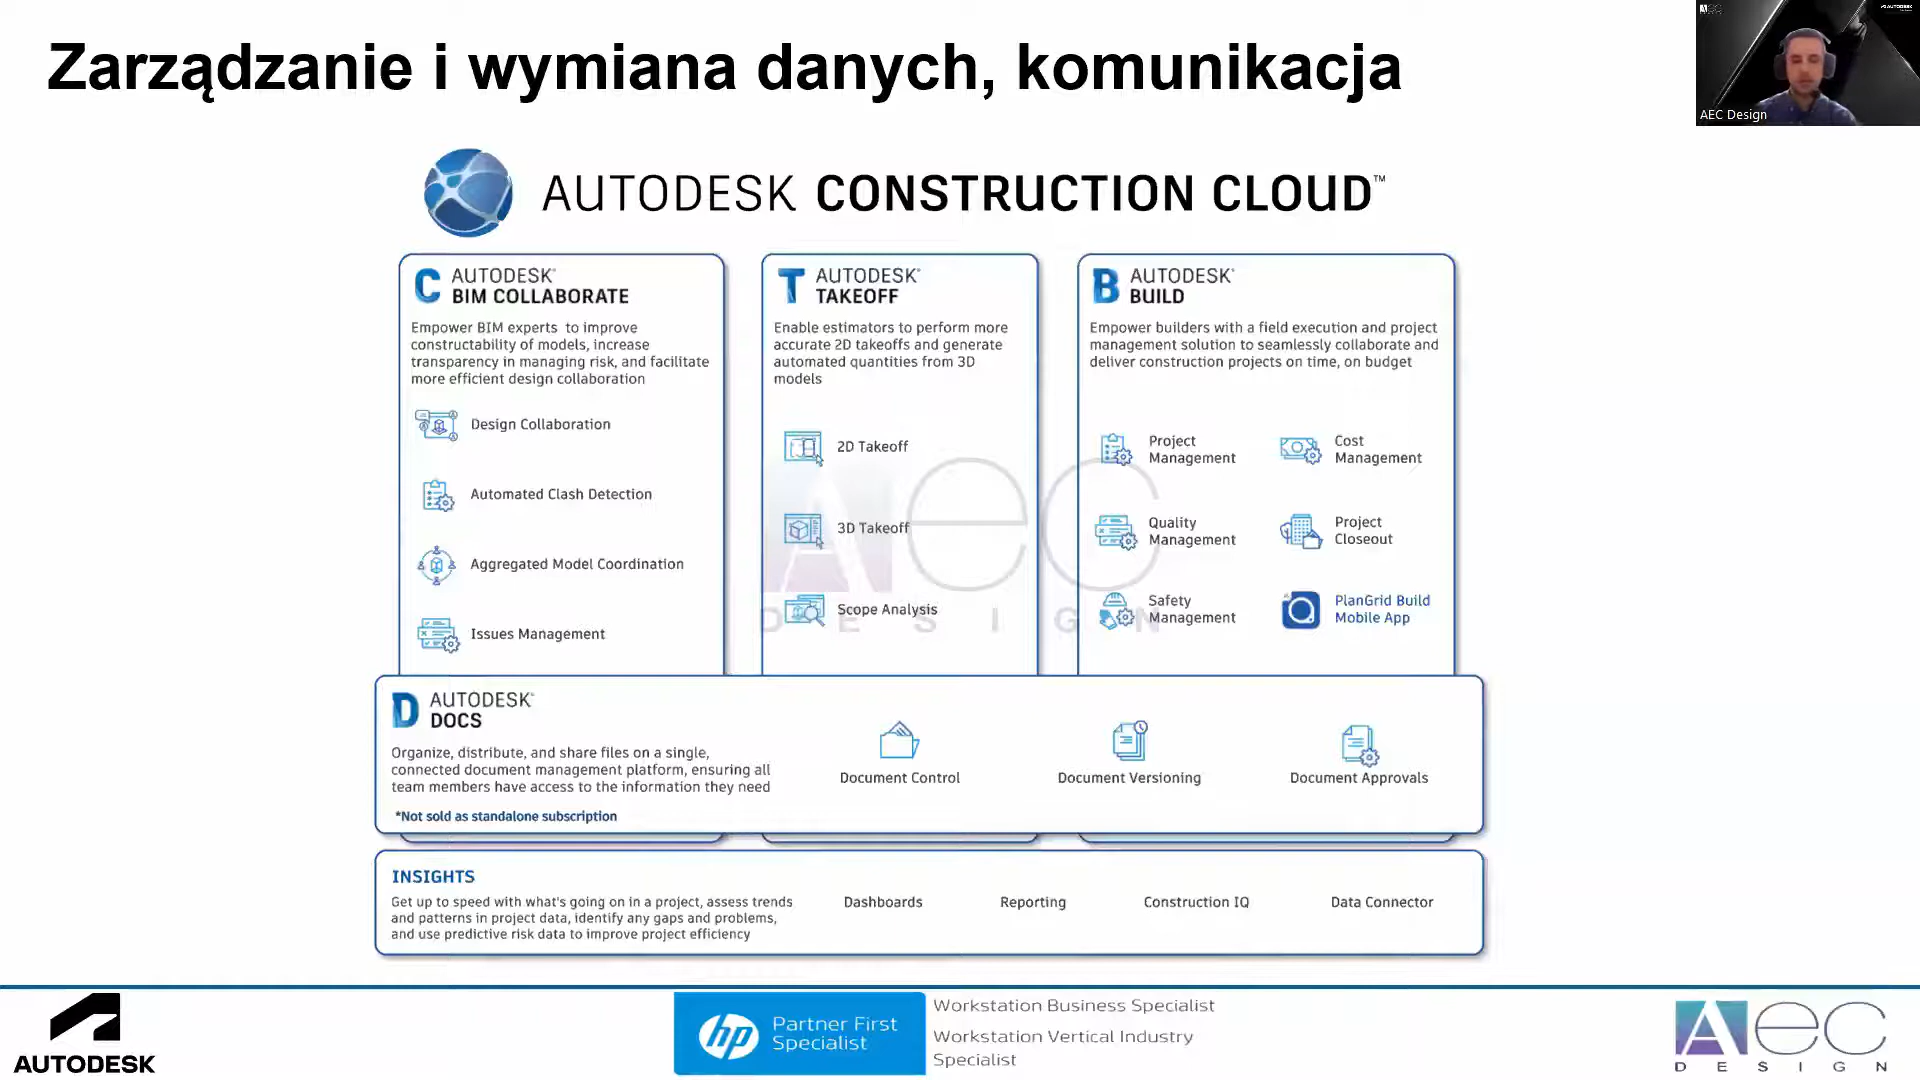 Zarządzanie i wymiana danych, komunikacja
AEC Design
AUTODESK CONSTRUCTION CLOUD™
C AUTODESK®
BIM COLLABORATE
Empower BIM experts to improve
constructability of models, increase
transparency in managing risk, and facilitate
more efficient design collaboration
Design Collaboration
Automated Clash Detection
Aggregated Model Coordination
Issues Management
T AUTODESK®
TAKEOFF
Enable estimators to perform more
accurate 2D takeoffs and generate
automated quantities from 3D
models
2D Takeoff
3D Takeoff
Scope Analysis
B AUTODESK®
BUILD
Empower builders with a field execution and project
management solution to seamlessly collaborate and
deliver construction projects on time, on budget
Project
Management
Cost
Management
Quality
Management
Project
Closeout
Safety
Management
PlanGrid Build
Mobile App
AEC
DESIGN
D AUTODESK®
DOCS
Organize, distribute, and share files on a single,
connected document management platform, ensuring all
team members have access to the information they need
*Not sold as standalone subscription
Document Control
Document Versioning
Document Approvals
INSIGHTS
Get up to speed with what's going on in a project, assess trends
and patterns in project data, identify any gaps and problems,
and use predictive risk data to improve project efficiency
Dashboards
Reporting
Construction IQ
Data Connector
AUTODESK
hp
Partner First
Specialist
Workstation Business Specialist
Workstation Vertical Industry
Specialist
AEC
DESIGN